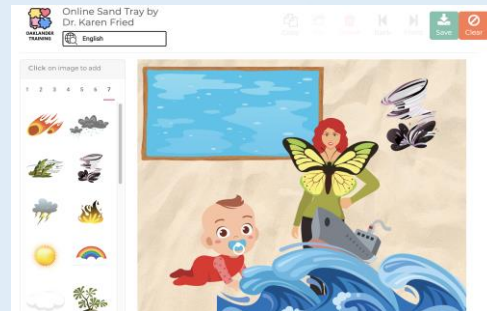 Online Sand Tray by
Dr. Karen Fried
OAKLANDER
TRAINING
English
Save
Clear
Click on image to add
1 2 3 4 5 6 7